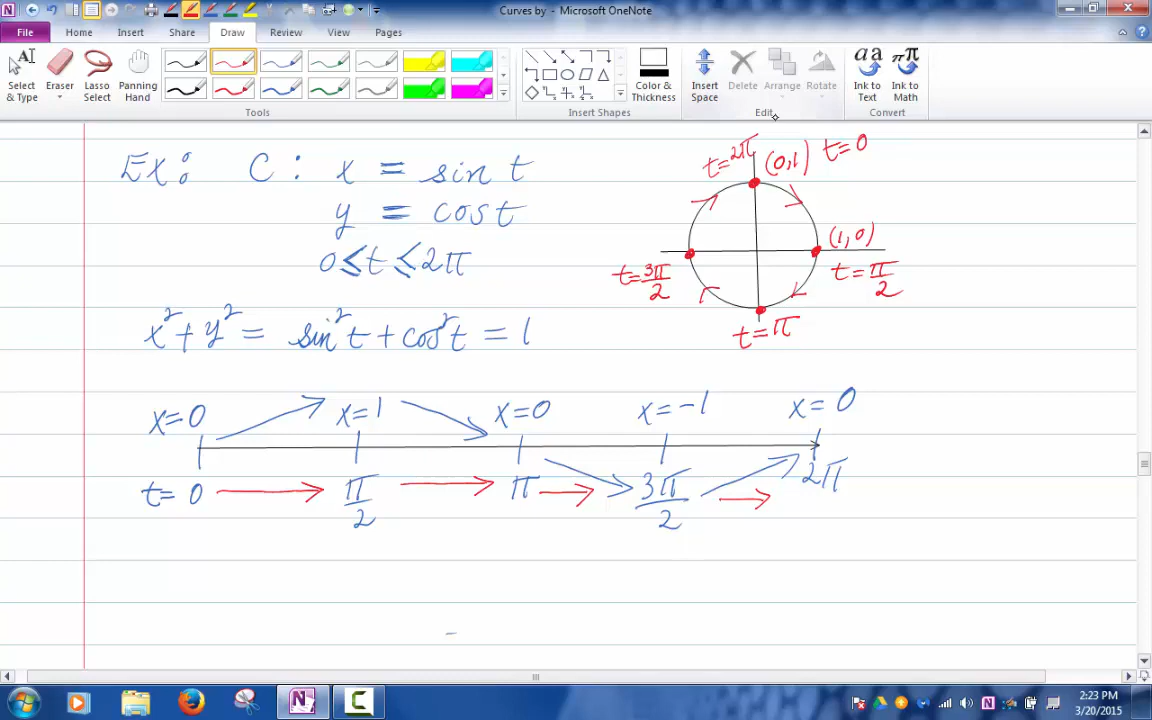 Curves by - Microsoft OneNote
File Home Insert Share Draw Review View Pages
Select & Type Eraser Lasso Select Panning Hand Color & Thickness Insert Space Delete Arrange Rotate Ink to Text Ink to Math
Tools Insert Shapes Edit Convert
Ex: C: x = sin t
y = cos t
0 ≤ t ≤ 2π
t=2π (0,1) t=0
(1,0)
t=3π/2 t=π/2
t=π
x² + y² = sin² t + cos² t = 1
x=0 x=1 x=0 x=-1 x=0
t= 0 π/2 π 3π/2 2π
2:23 PM
3/20/2015